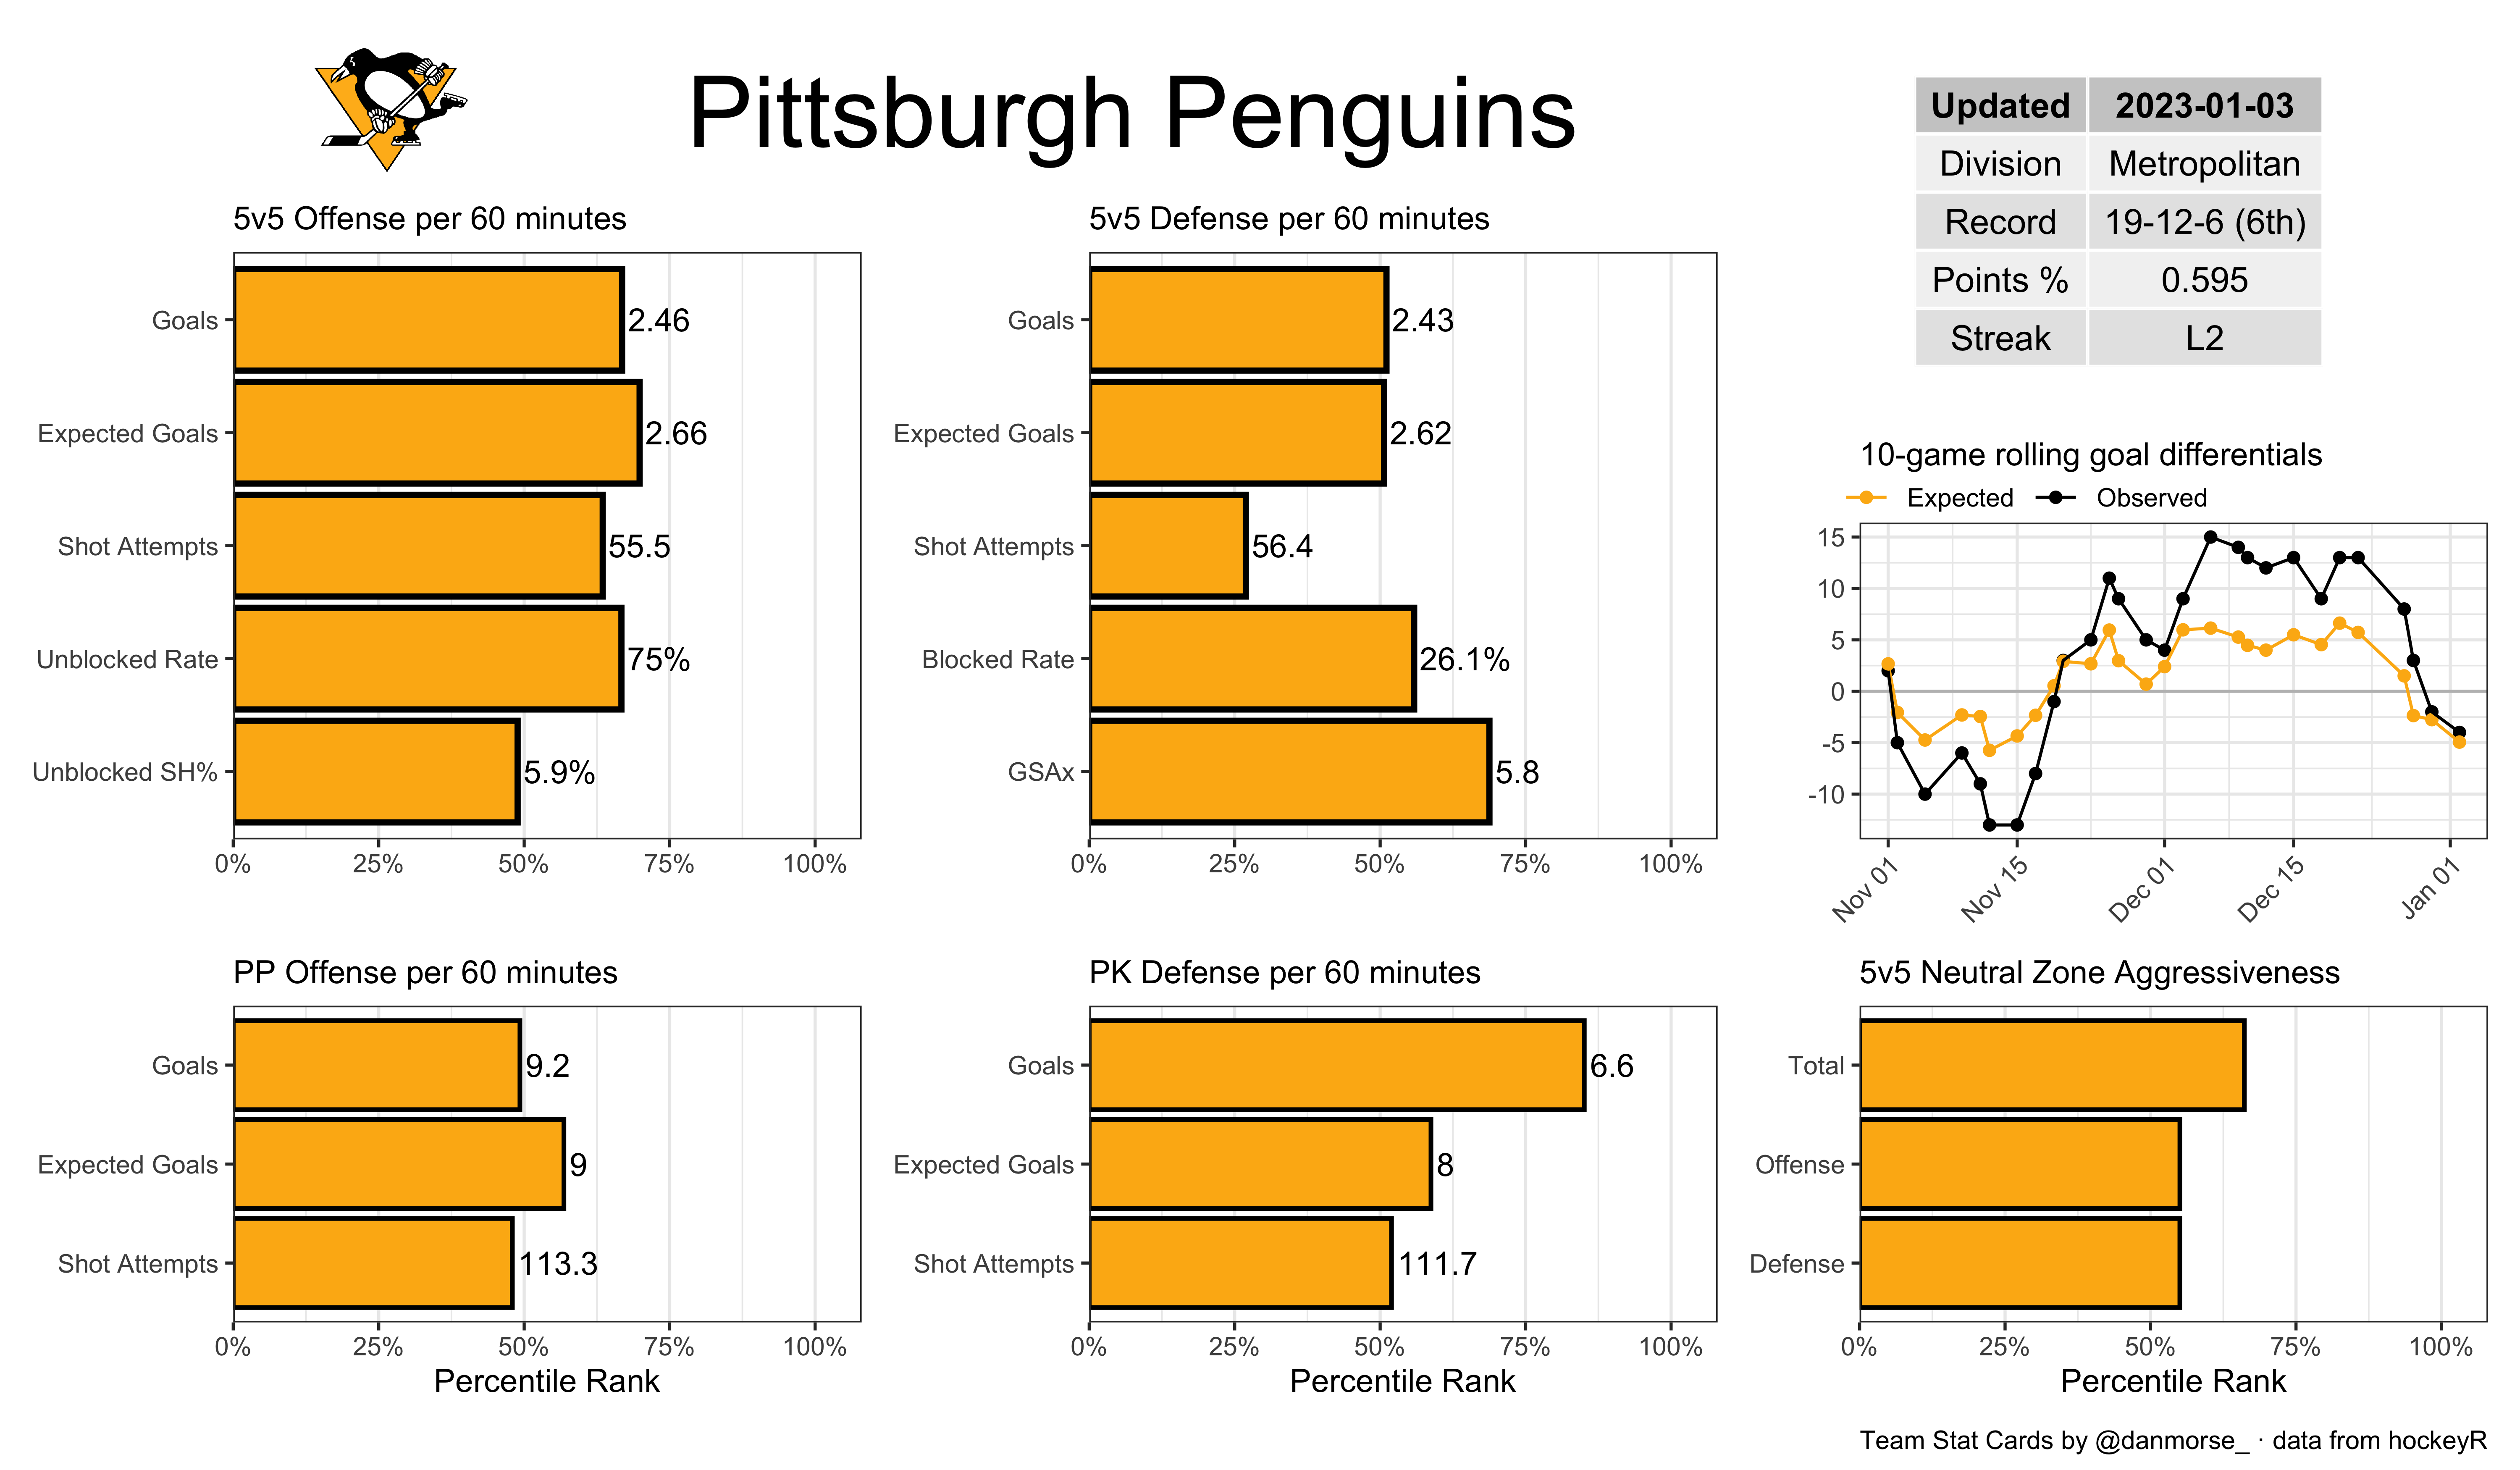 Pittsburgh Penguins
Updated 2023-01-03
Division Metropolitan
Record 19-12-6 (6th)
Points % 0.595
Streak L2
5v5 Offense per 60 minutes
Goals 2.46
Expected Goals 2.66
Shot Attempts 55.5
Unblocked Rate 75%
Unblocked SH% 5.9%
0% 25% 50% 75% 100%
5v5 Defense per 60 minutes
Goals 2.43
Expected Goals 2.62
Shot Attempts 56.4
Blocked Rate 26.1%
GSAx 5.8
0% 25% 50% 75% 100%
10-game rolling goal differentials
Expected Observed
15
10
5
0
-5
-10
Nov 01 Nov 15 Dec 01 Dec 15 Jan 01
PP Offense per 60 minutes
Goals 9.2
Expected Goals 9
Shot Attempts 113.3
0% 25% 50% 75% 100%
Percentile Rank
PK Defense per 60 minutes
Goals 6.6
Expected Goals 8
Shot Attempts 111.7
0% 25% 50% 75% 100%
Percentile Rank
5v5 Neutral Zone Aggressiveness
Total
Offense
Defense
0% 25% 50% 75% 100%
Percentile Rank
Team Stat Cards by @danmorse_ · data from hockeyR